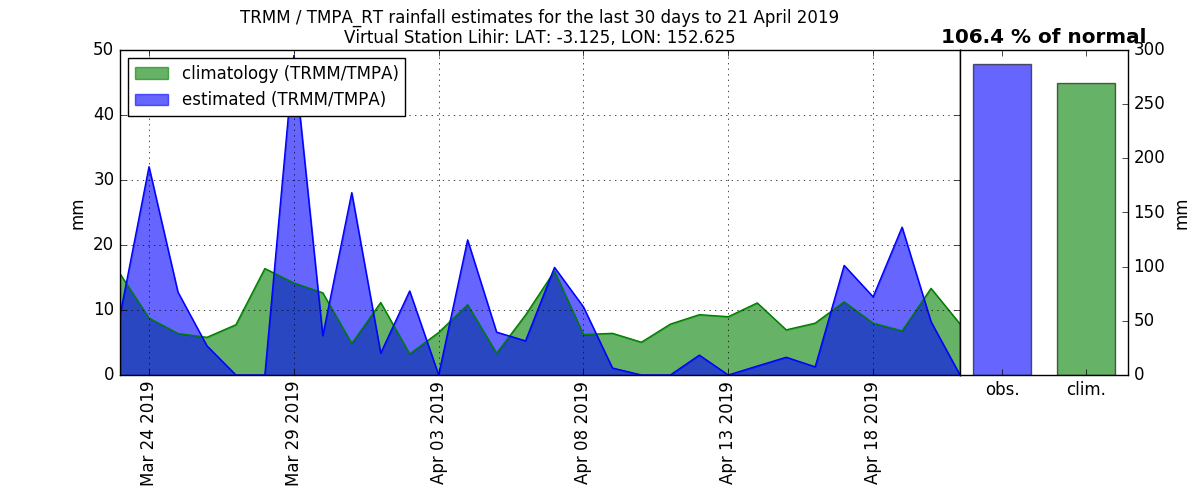 TRMM / TMPA_RT rainfall estimates for the last 30 days to 21 April 2019
Virtual Station Lihir: LAT: -3.125, LON: 152.625
106.4 % of normal
climatology (TRMM/TMPA)
estimated (TRMM/TMPA)
50
40
30
20
10
0
mm
Mar 24 2019
Mar 29 2019
Apr 03 2019
Apr 08 2019
Apr 13 2019
Apr 18 2019
obs.
clim.
300
250
200
150
100
50
0
mm